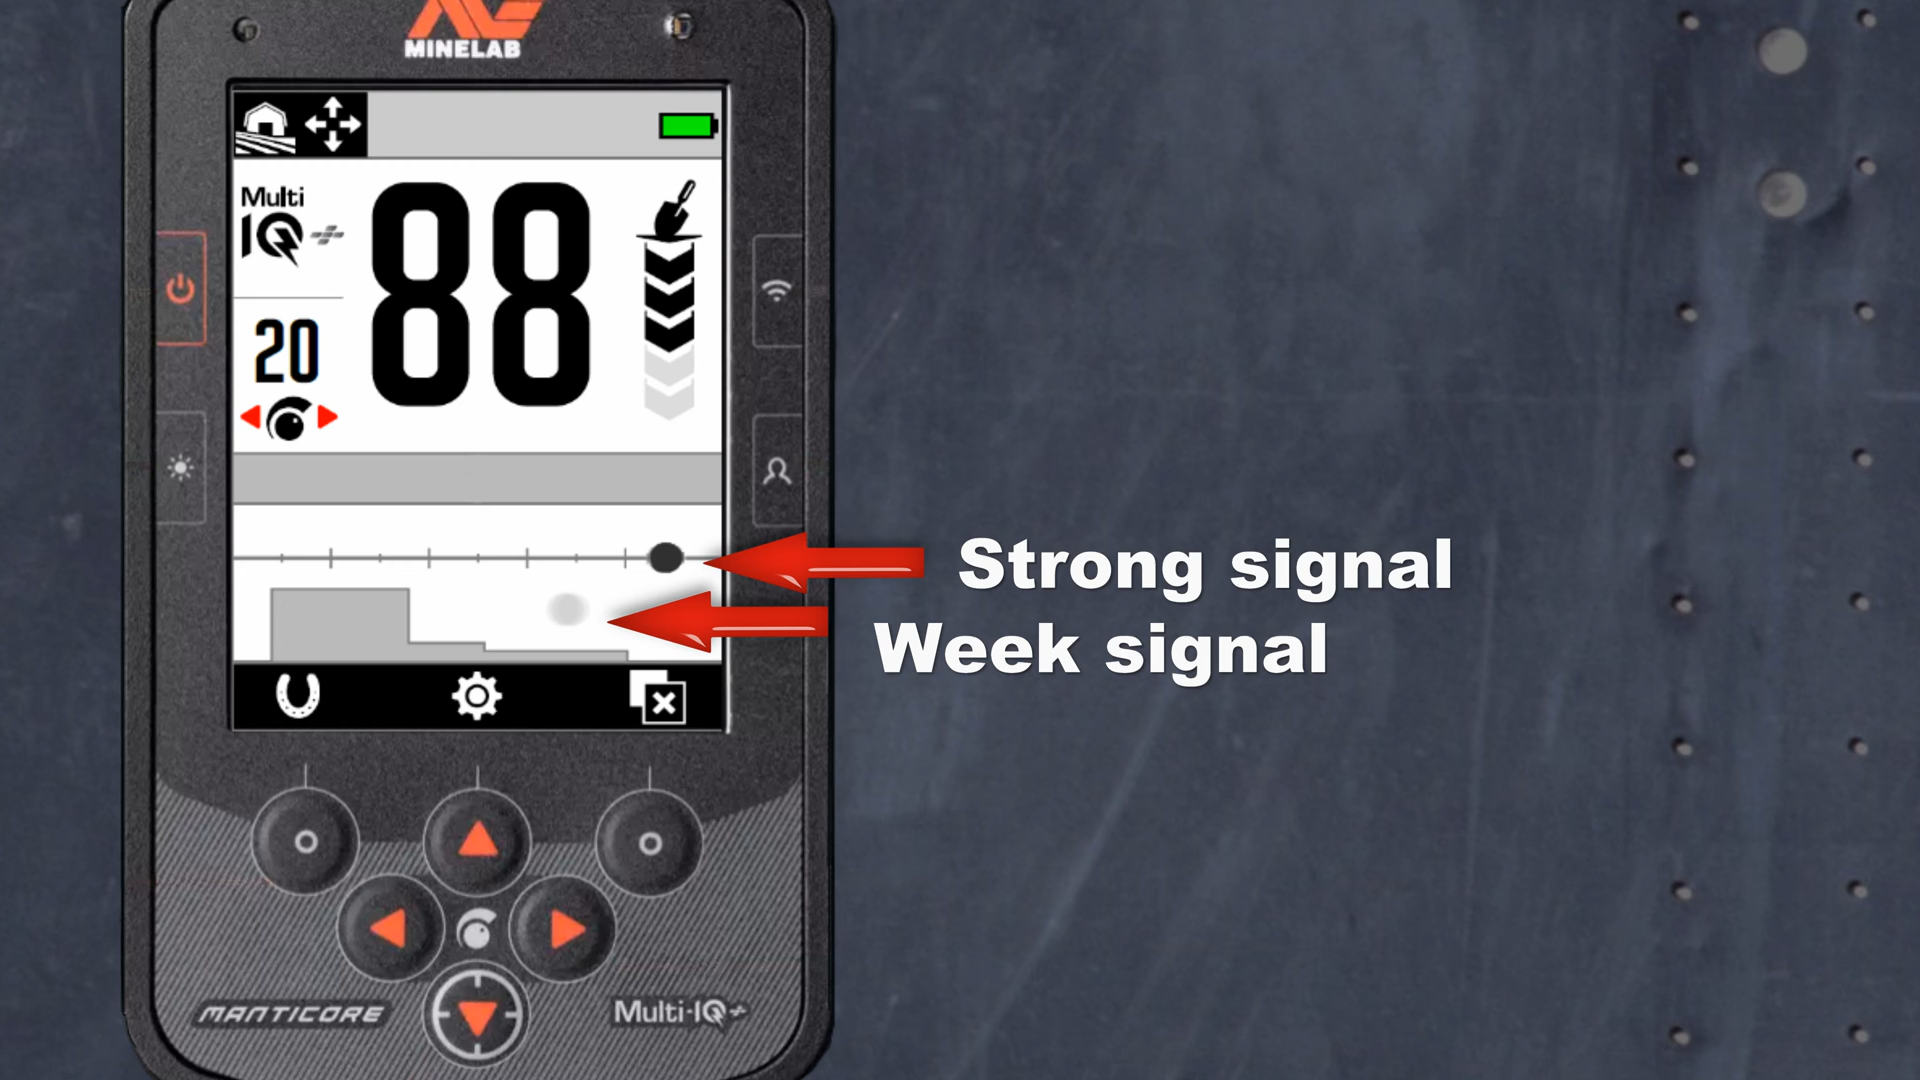 MINELAB
Multi
IQ
88
20
Strong signal
Week signal
MANTICORE
Multi-IQ+